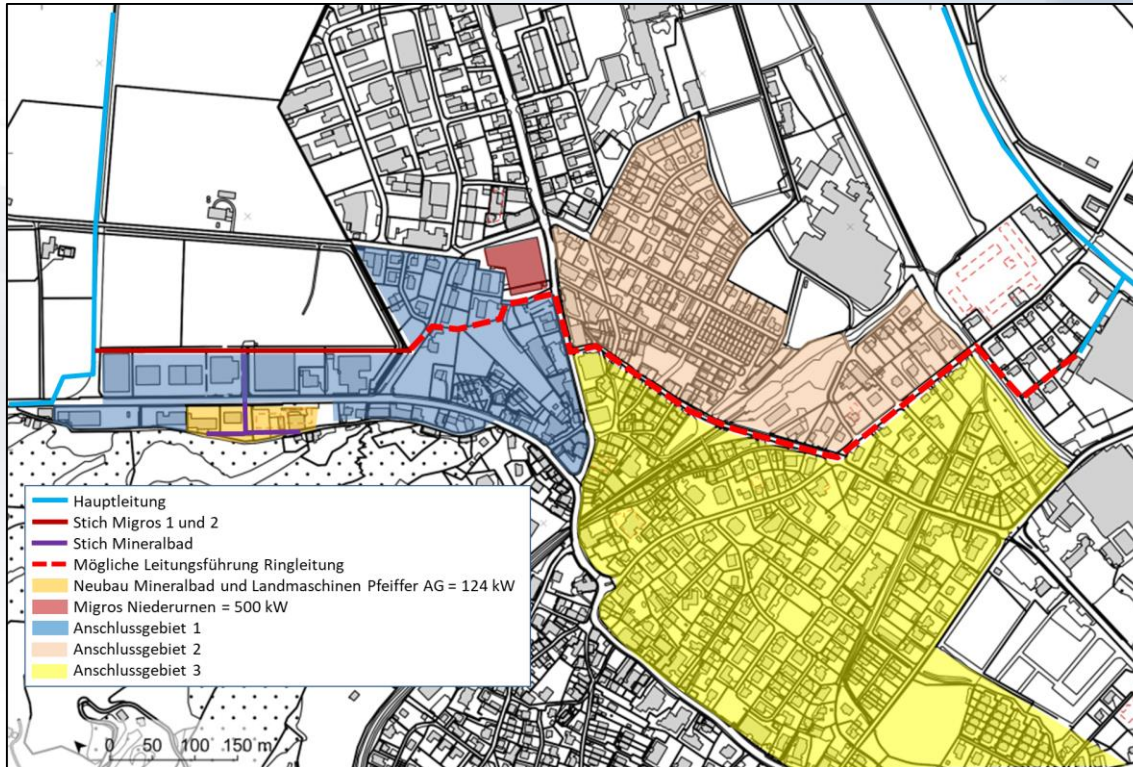 Hauptleitung
Stich Migros 1 und 2
Stich Mineralbad
Mögliche Leitungsführung Ringleitung
Neubau Mineralbad und Landmaschinen Pfeiffer AG = 124 kW
Migros Niederurnen = 500 kW
Anschlussgebiet 1
Anschlussgebiet 2
Anschlussgebiet 3
0 50 100 150 m